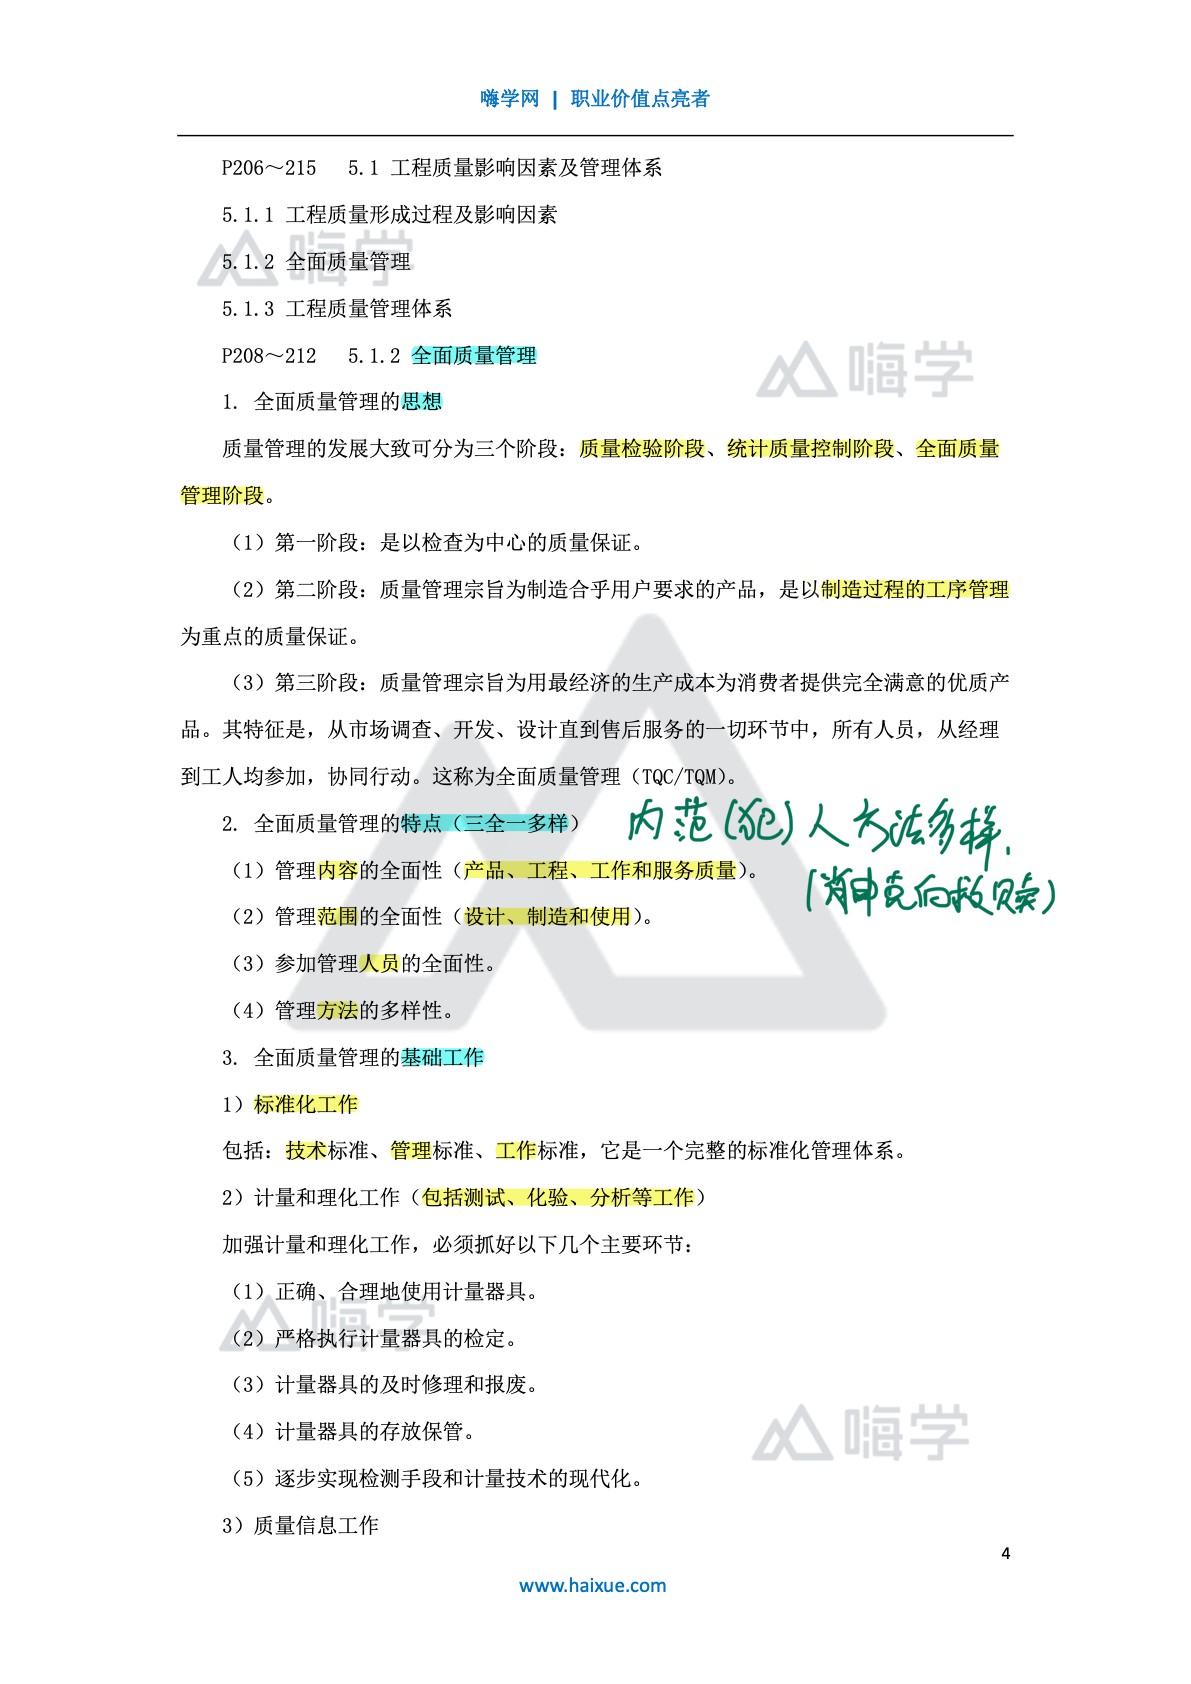 嗨学网 | 职业价值点亮者
P206～215 5.1 工程质量影响因素及管理体系
5.1.1 工程质量形成过程及影响因素
嗨学
5.1.2 全面质量管理
5.1.3 工程质量管理体系
P208～212 5.1.2 全面质量管理
嗨学
1. 全面质量管理的思想
质量管理的发展大致可分为三个阶段：质量检验阶段、统计质量控制阶段、全面质量
管理阶段。
（1）第一阶段：是以检查为中心的质量保证。
（2）第二阶段：质量管理宗旨为制造合乎用户要求的产品，是以制造过程的工序管理
为重点的质量保证。
（3）第三阶段：质量管理宗旨为用最经济的生产成本为消费者提供完全满意的优质产
品。其特征是，从市场调查、开发、设计直到售后服务的一切环节中，所有人员，从经理
到工人均参加，协同行动。这称为全面质量管理（TQC/TQM）。
2. 全面质量管理的特点（三全一多样）
内范(犯)人方法多样.
（1）管理内容的全面性（产品、工程、工作和服务质量）。
(肖申克的救赎)
（2）管理范围的全面性（设计、制造和使用）。
（3）参加管理人员的全面性。
（4）管理方法的多样性。
3. 全面质量管理的基础工作
1）标准化工作
包括：技术标准、管理标准、工作标准，它是一个完整的标准化管理体系。
2）计量和理化工作（包括测试、化验、分析等工作）
加强计量和理化工作，必须抓好以下几个主要环节：
（1）正确、合理地使用计量器具。
嗨学
（2）严格执行计量器具的检定。
（3）计量器具的及时修理和报废。
（4）计量器具的存放保管。
嗨学
（5）逐步实现检测手段和计量技术的现代化。
3）质量信息工作
4
www.haixue.com